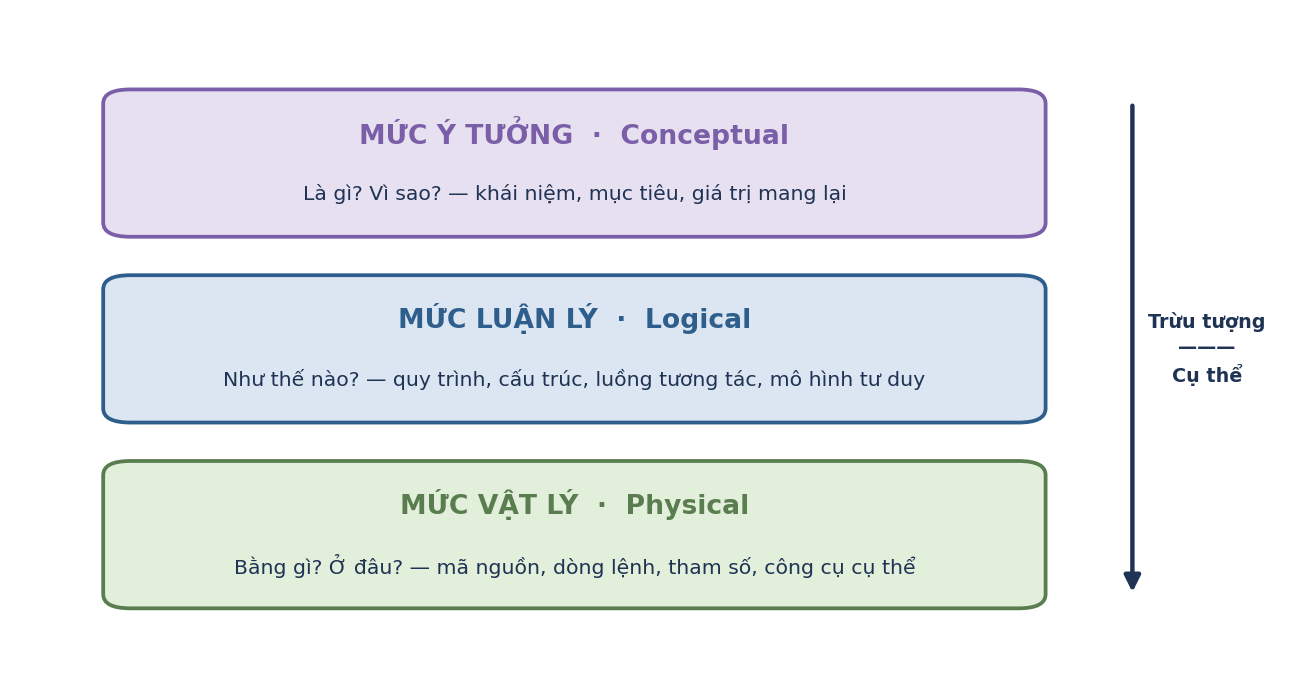 MỨC Ý TƯỞNG · Conceptual
Là gì? Vì sao? — khái niệm, mục tiêu, giá trị mang lại
MỨC LUẬN LÝ · Logical
Như thế nào? — quy trình, cấu trúc, luồng tương tác, mô hình tư duy
MỨC VẬT LÝ · Physical
Bằng gì? Ở đâu? — mã nguồn, dòng lệnh, tham số, công cụ cụ thể
Trừu tượng
———
Cụ thể